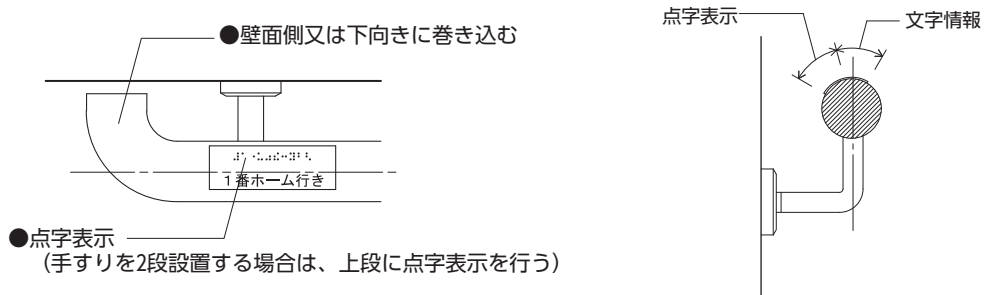 ●壁面側又は下向きに巻き込む
1番ホーム行き
●点字表示
（手すりを2段設置する場合は、上段に点字表示を行う）
点字表示
文字情報